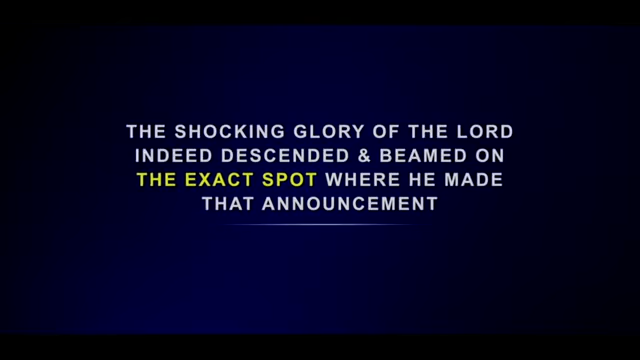 THE SHOCKING GLORY OF THE LORD
INDEED DESCENDED & BEAMED ON
THE EXACT SPOT WHERE HE MADE
THAT ANNOUNCEMENT